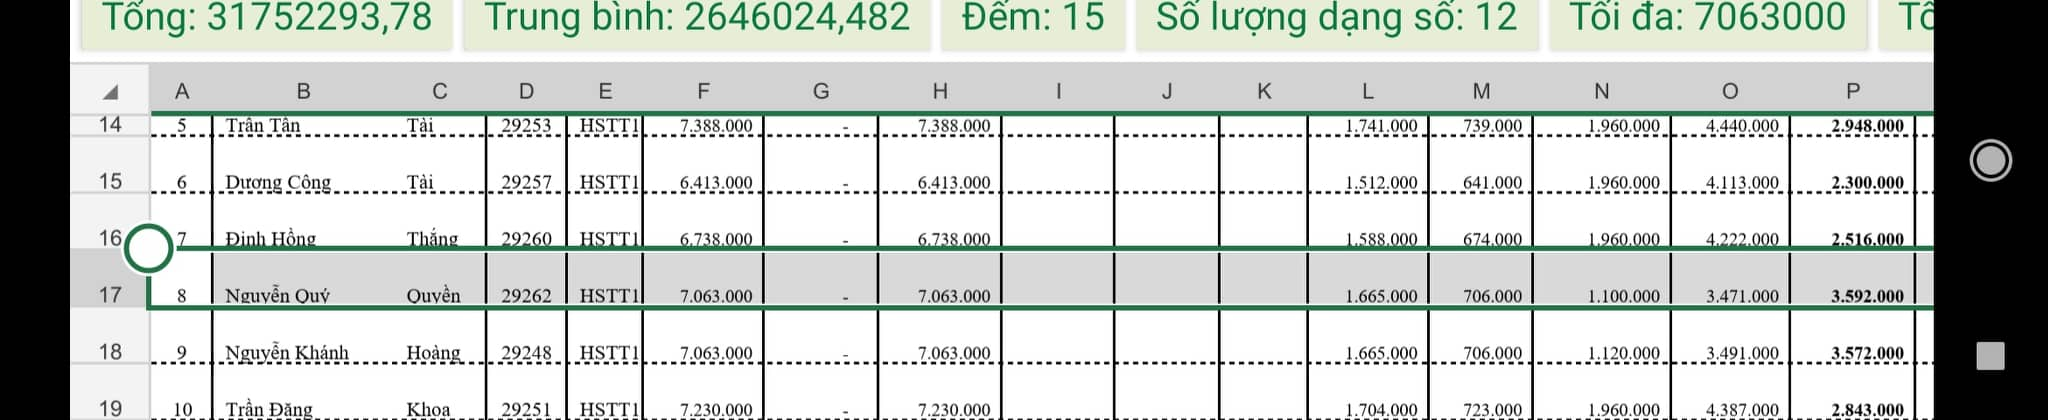 Tổng: 31752293,78 Trung bình: 2646024,482 Đếm: 15 Số lượng dạng số: 12 Tối đa: 7063000
A B C D E F G H I J K L M N O P
14 5 Trần Tấn Tài 29253 HSTT1 7.388.000 - 7.388.000 1.741.000 739.000 1.960.000 4.440.000 2.948.000
15 6 Dương Công Tài 29257 HSTT1 6.413.000 - 6.413.000 1.512.000 641.000 1.960.000 4.113.000 2.300.000
16 7 Đinh Hồng Thắng 29260 HSTT1 6.738.000 - 6.738.000 1.588.000 674.000 1.960.000 4.222.000 2.516.000
17 8 Nguyễn Quý Quyền 29262 HSTT1 7.063.000 - 7.063.000 1.665.000 706.000 1.100.000 3.471.000 3.592.000
18 9 Nguyễn Khánh Hoàng 29248 HSTT1 7.063.000 - 7.063.000 1.665.000 706.000 1.120.000 3.491.000 3.572.000
19 10 Trần Đăng Khoa 29251 HSTT1 7.230.000 - 7.230.000 1.704.000 723.000 1.960.000 4.387.000 2.843.000